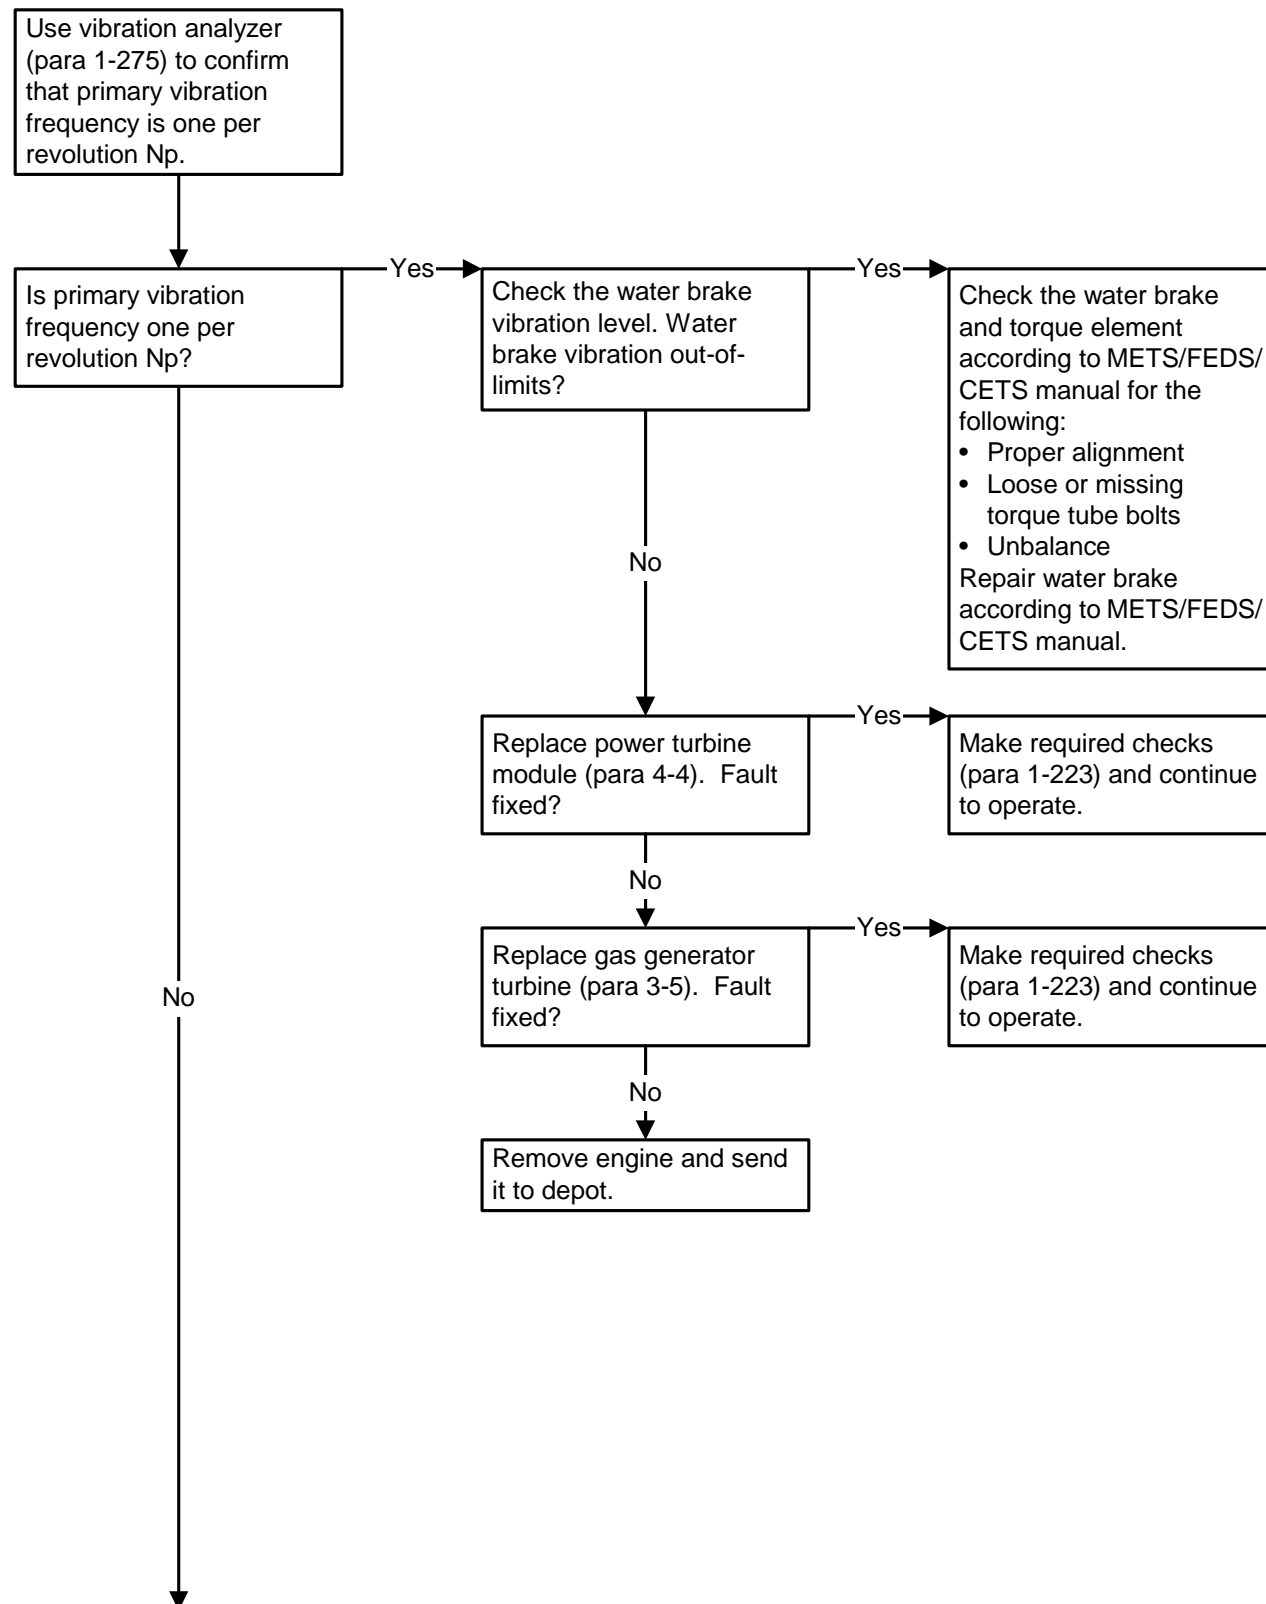 Use vibration analyzer
(para 1-275) to confirm
that primary vibration
frequency is one per
revolution Np.
Is primary vibration
frequency one per
revolution Np?
Yes
Check the water brake
vibration level. Water
brake vibration out-of-
limits?
Yes
Check the water brake
and torque element
according to METS/FEDS/
CETS manual for the
following:
• Proper alignment
• Loose or missing
torque tube bolts
• Unbalance
Repair water brake
according to METS/FEDS/
CETS manual.
No
Replace power turbine
module (para 4-4).  Fault
fixed?
Yes
Make required checks
(para 1-223) and continue
to operate.
No
Replace gas generator
turbine (para 3-5).  Fault
fixed?
Yes
Make required checks
(para 1-223) and continue
to operate.
No
No
Remove engine and send
it to depot.